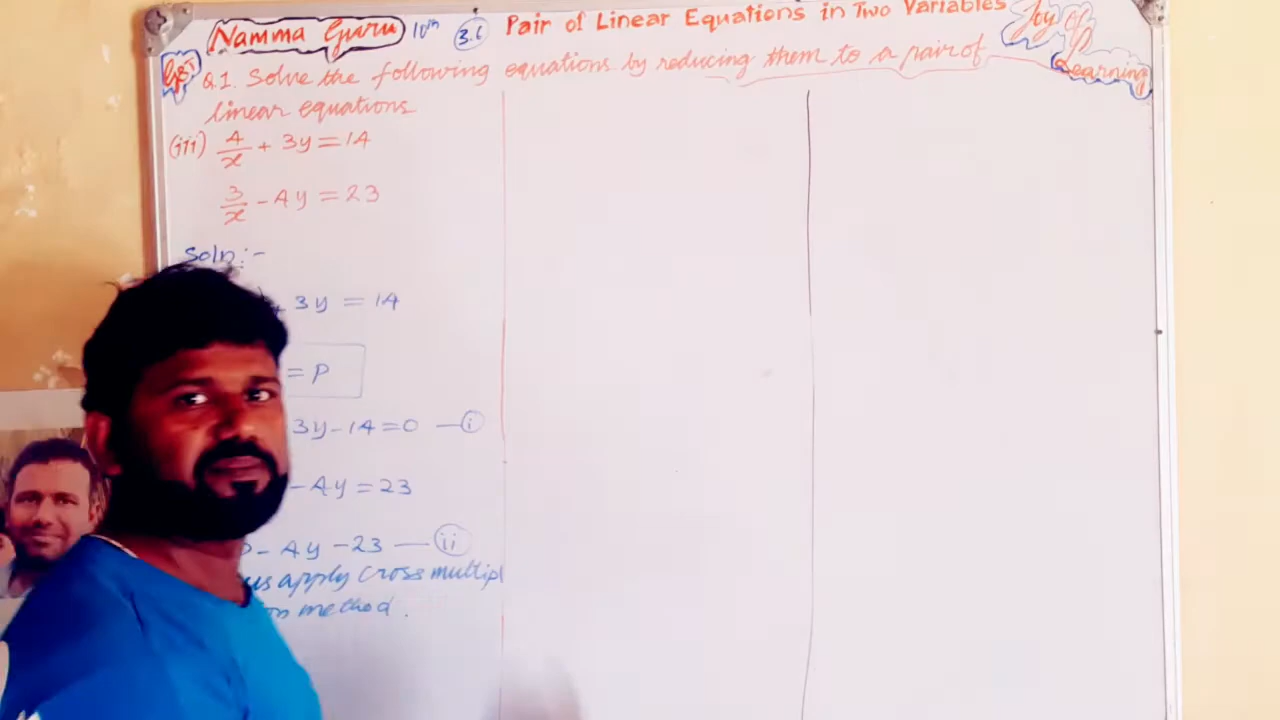 Namma Guru 10th 3.6 Pair of Linear Equations in Two Variables Joy of Learning
GBT Q.1. Solve the following equations by reducing them to a pair of
linear equations
(iii) 4/x + 3y = 14
3/x - 4y = 23
Soln:-
+ 3y = 14
= P
3y - 14 = 0 — (i)
- 4y = 23
- 4y - 23 — (ii)
us apply Cross multipl
on method.